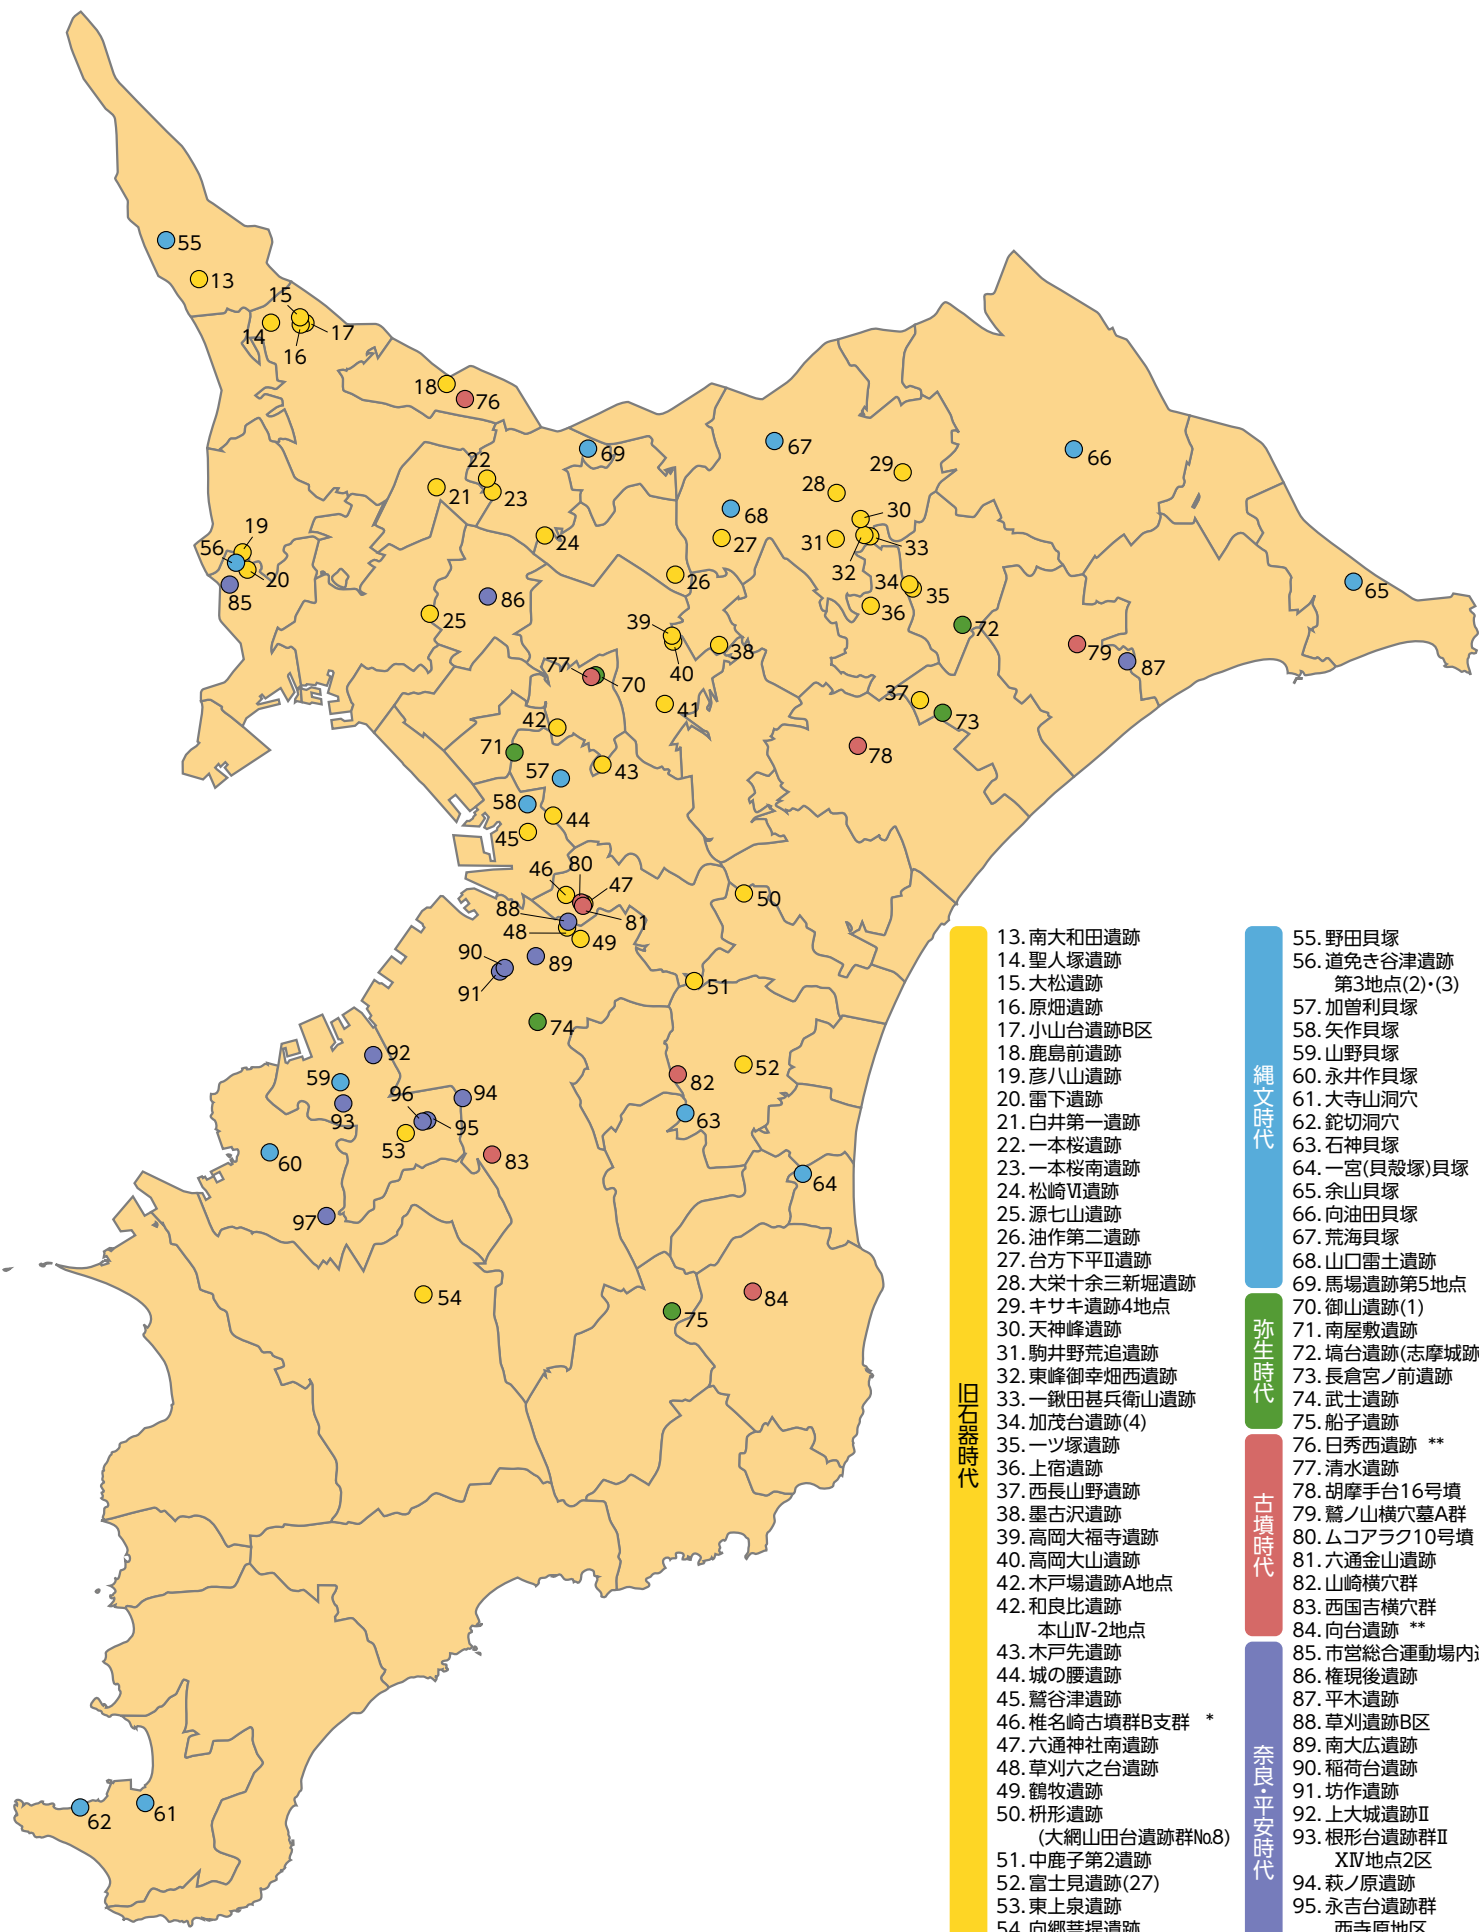 55
13
15
14
17
16
18
76
69
67
66
22
21
23
29
28
68
30
19
56
24
27
31
33
32
20
85
86
26
34
35
36
65
25
39
40
38
72
79
87
77
70
41
37
73
42
71
57
43
78
58
44
45
46
80
47
50
88
81
48
49
90
89
91
51
74
92
59
96
94
93
95
53
82
52
63
60
83
64
97
54
75
84
62
61
旧石器時代
13.南大和田遺跡
14.聖人塚遺跡
15.大松遺跡
16.原畑遺跡
17.小山台遺跡B区
18.鹿島前遺跡
19.彦八山遺跡
20.雷下遺跡
21.白井第一遺跡
22.一本桜遺跡
23.一本桜南遺跡
24.松崎Ⅵ遺跡
25.源七山遺跡
26.油作第二遺跡
27.台方下平Ⅱ遺跡
28.大栄十余三新堀遺跡
29.キサキ遺跡4地点
30.天神峰遺跡
31.駒井野荒追遺跡
32.東峰御幸畑西遺跡
33.一鍬田甚兵衛山遺跡
34.加茂台遺跡(4)
35.一ツ塚遺跡
36.上宿遺跡
37.西長山野遺跡
38.墨古沢遺跡
39.高岡大福寺遺跡
40.高岡大山遺跡
42.木戸場遺跡A地点
42.和良比遺跡
本山Ⅳ-2地点
43.木戸先遺跡
44.城の腰遺跡
45.鷲谷津遺跡
46.椎名崎古墳群B支群 *
47.六通神社南遺跡
48.草刈六之台遺跡
49.鶴牧遺跡
50.枡形遺跡
(大網山田台遺跡群№8)
51.中鹿子第2遺跡
52.富士見遺跡(27)
53.東上泉遺跡
54.向郷菩提遺跡
縄文時代
55.野田貝塚
56.道免き谷津遺跡
第3地点(2)・(3)
57.加曽利貝塚
58.矢作貝塚
59.山野貝塚
60.永井作貝塚
61.大寺山洞穴
62.鉈切洞穴
63.石神貝塚
64.一宮(貝殻塚)貝塚
65.余山貝塚
66.向油田貝塚
67.荒海貝塚
68.山口雷土遺跡
69.馬場遺跡第5地点
弥生時代
70.御山遺跡(1)
71.南屋敷遺跡
72.塙台遺跡(志摩城跡
73.長倉宮ノ前遺跡
74.武士遺跡
75.船子遺跡
古墳時代
76.日秀西遺跡 **
77.清水遺跡
78.胡摩手台16号墳
79.鷲ノ山横穴墓A群
80.ムコアラク10号墳
81.六通金山遺跡
82.山崎横穴群
83.西国吉横穴群
84.向台遺跡 **
奈良・平安時代
85.市営総合運動場内
86.権現後遺跡
87.平木遺跡
88.草刈遺跡B区
89.南大広遺跡
90.稲荷台遺跡
91.坊作遺跡
92.上大城遺跡Ⅱ
93.根形台遺跡群Ⅱ
ⅩⅣ地点2区
94.萩ノ原遺跡
95.永吉台遺跡群
西寺原地区